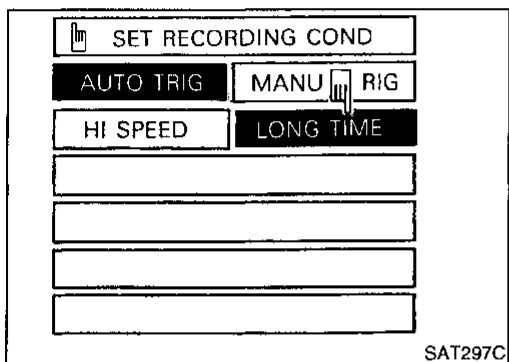 SET RECORDING COND
AUTO TRIG MANU RIG
HI SPEED LONG TIME
SAT297C